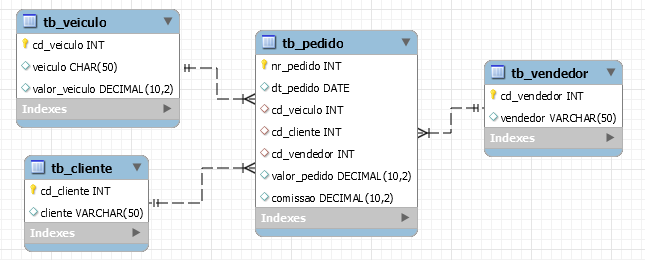 tb_veiculo
cd_veiculo INT
veiculo CHAR(50)
valor_veiculo DECIMAL(10,2)
Indexes
tb_pedido
nr_pedido INT
dt_pedido DATE
cd_veiculo INT
cd_cliente INT
cd_vendedor INT
valor_pedido DECIMAL(10,2)
comissao DECIMAL(10,2)
Indexes
tb_vendedor
cd_vendedor INT
vendedor VARCHAR(50)
Indexes
tb_cliente
cd_cliente INT
cliente VARCHAR(50)
Indexes